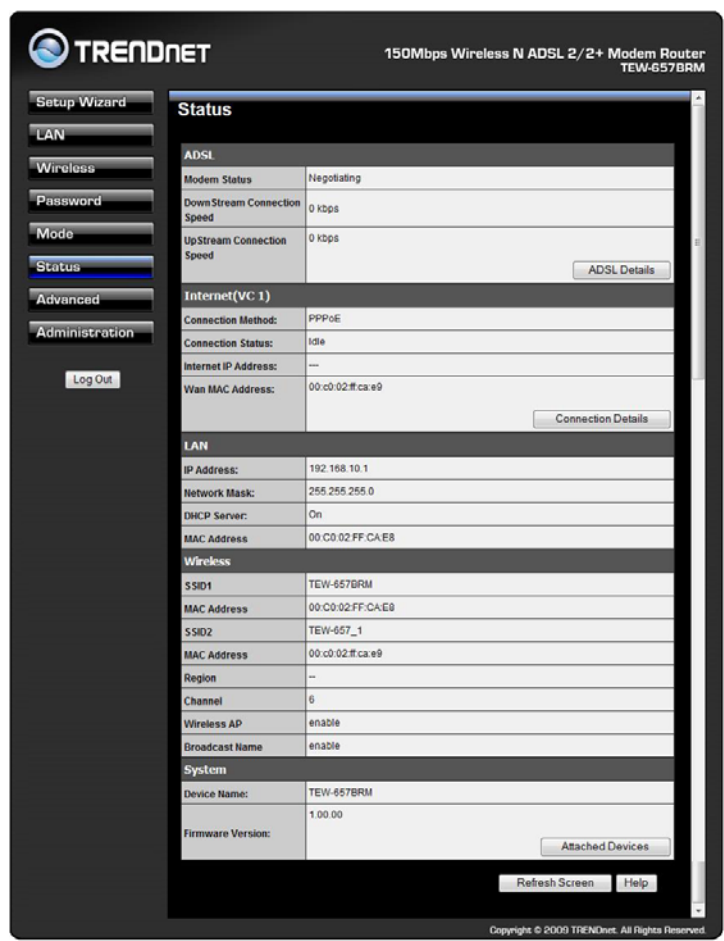 TRENDNET
150Mbps Wireless N ADSL 2/2+ Modem Router
TEW-657BRM
Setup Wizard
LAN
Wireless
Password
Mode
Status
Advanced
Administration
Log Out
Status
ADSL
Modem Status Negotiating
DownStream Connection Speed 0 kbps
UpStream Connection Speed 0 kbps
ADSL Details
Internet(VC 1)
Connection Method: PPPoE
Connection Status: Idle
Internet IP Address: ---
Wan MAC Address: 00:c0:02:ff:ca:e9
Connection Details
LAN
IP Address: 192.168.10.1
Network Mask: 255.255.255.0
DHCP Server: On
MAC Address 00:C0:02:FF:CA:E8
Wireless
SSID1 TEW-657BRM
MAC Address 00:C0:02:FF:CA:E8
SSID2 TEW-657_1
MAC Address 00:c0:02:ff:ca:e9
Region --
Channel 6
Wireless AP enable
Broadcast Name enable
System
Device Name: TEW-657BRM
Firmware Version: 1.00.00
Attached Devices
Refresh Screen Help
Copyright © 2009 TRENDnet. All Rights Reserved.